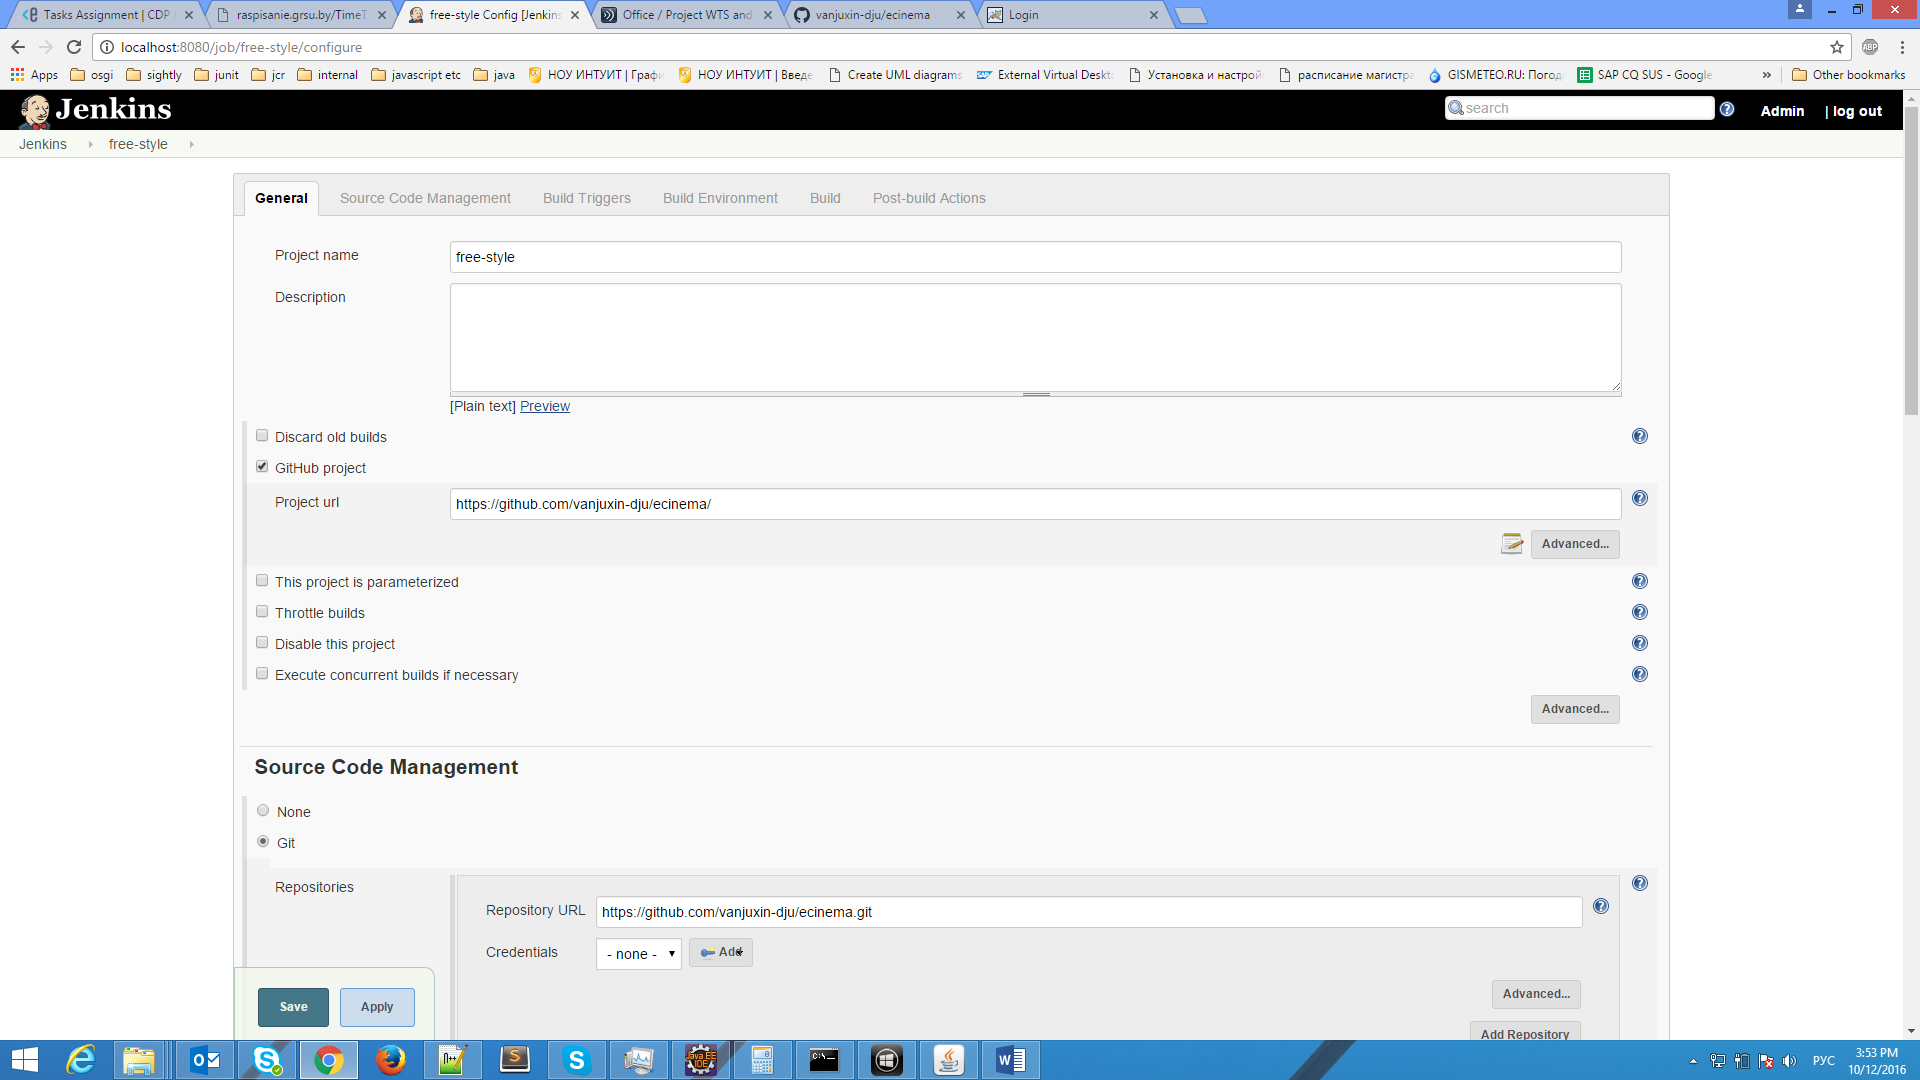 Tasks Assignment | CDP
raspisanie.grsu.by/TimeT
free-style Config [Jenkins
Office / Project WTS and
vanjuxin-dju/ecinema
Login
localhost:8080/job/free-style/configure
ABP
Apps
osgi
sightly
junit
jcr
internal
javascript etc
java
НОУ ИНТУИТ | Графи
НОУ ИНТУИТ | Введе
Create UML diagrams
External Virtual Deskt
Установка и настрой
расписание магистра
GISMETEO.RU: Погод
SAP CQ SUS - Google
»
Other bookmarks
Jenkins
search
Admin
| log out
Jenkins
free-style
General
Source Code Management
Build Triggers
Build Environment
Build
Post-build Actions
Project name
free-style
Description
[Plain text] Preview
Discard old builds
GitHub project
Project url
https://github.com/vanjuxin-dju/ecinema/
Advanced...
This project is parameterized
Throttle builds
Disable this project
Execute concurrent builds if necessary
Advanced...
Source Code Management
None
Git
Repositories
Repository URL
https://github.com/vanjuxin-dju/ecinema.git
Credentials
- none -
Add
Advanced...
Add Repository
Save
Apply
Java EE
IDE
РУС
3:53 PM
10/12/2016